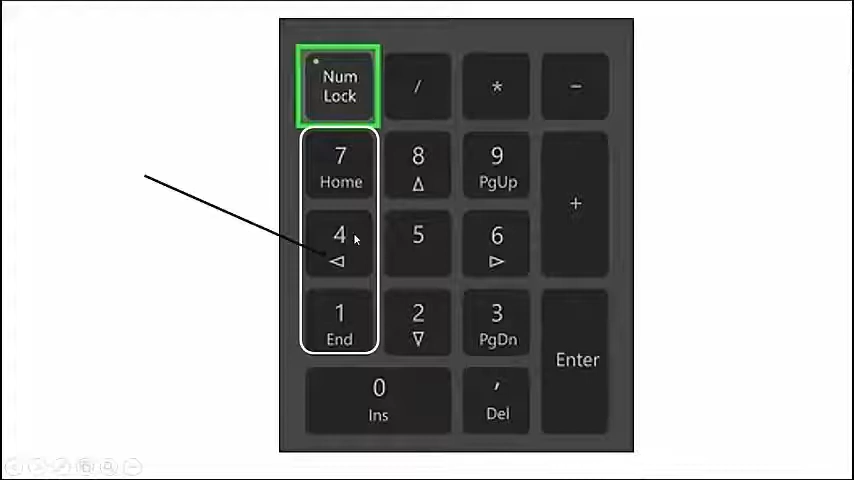 Num
Lock
/
*
-
7
Home
8
9
PgUp
+
4
5
6
1
End
2
3
PgDn
Enter
0
Ins
,
Del